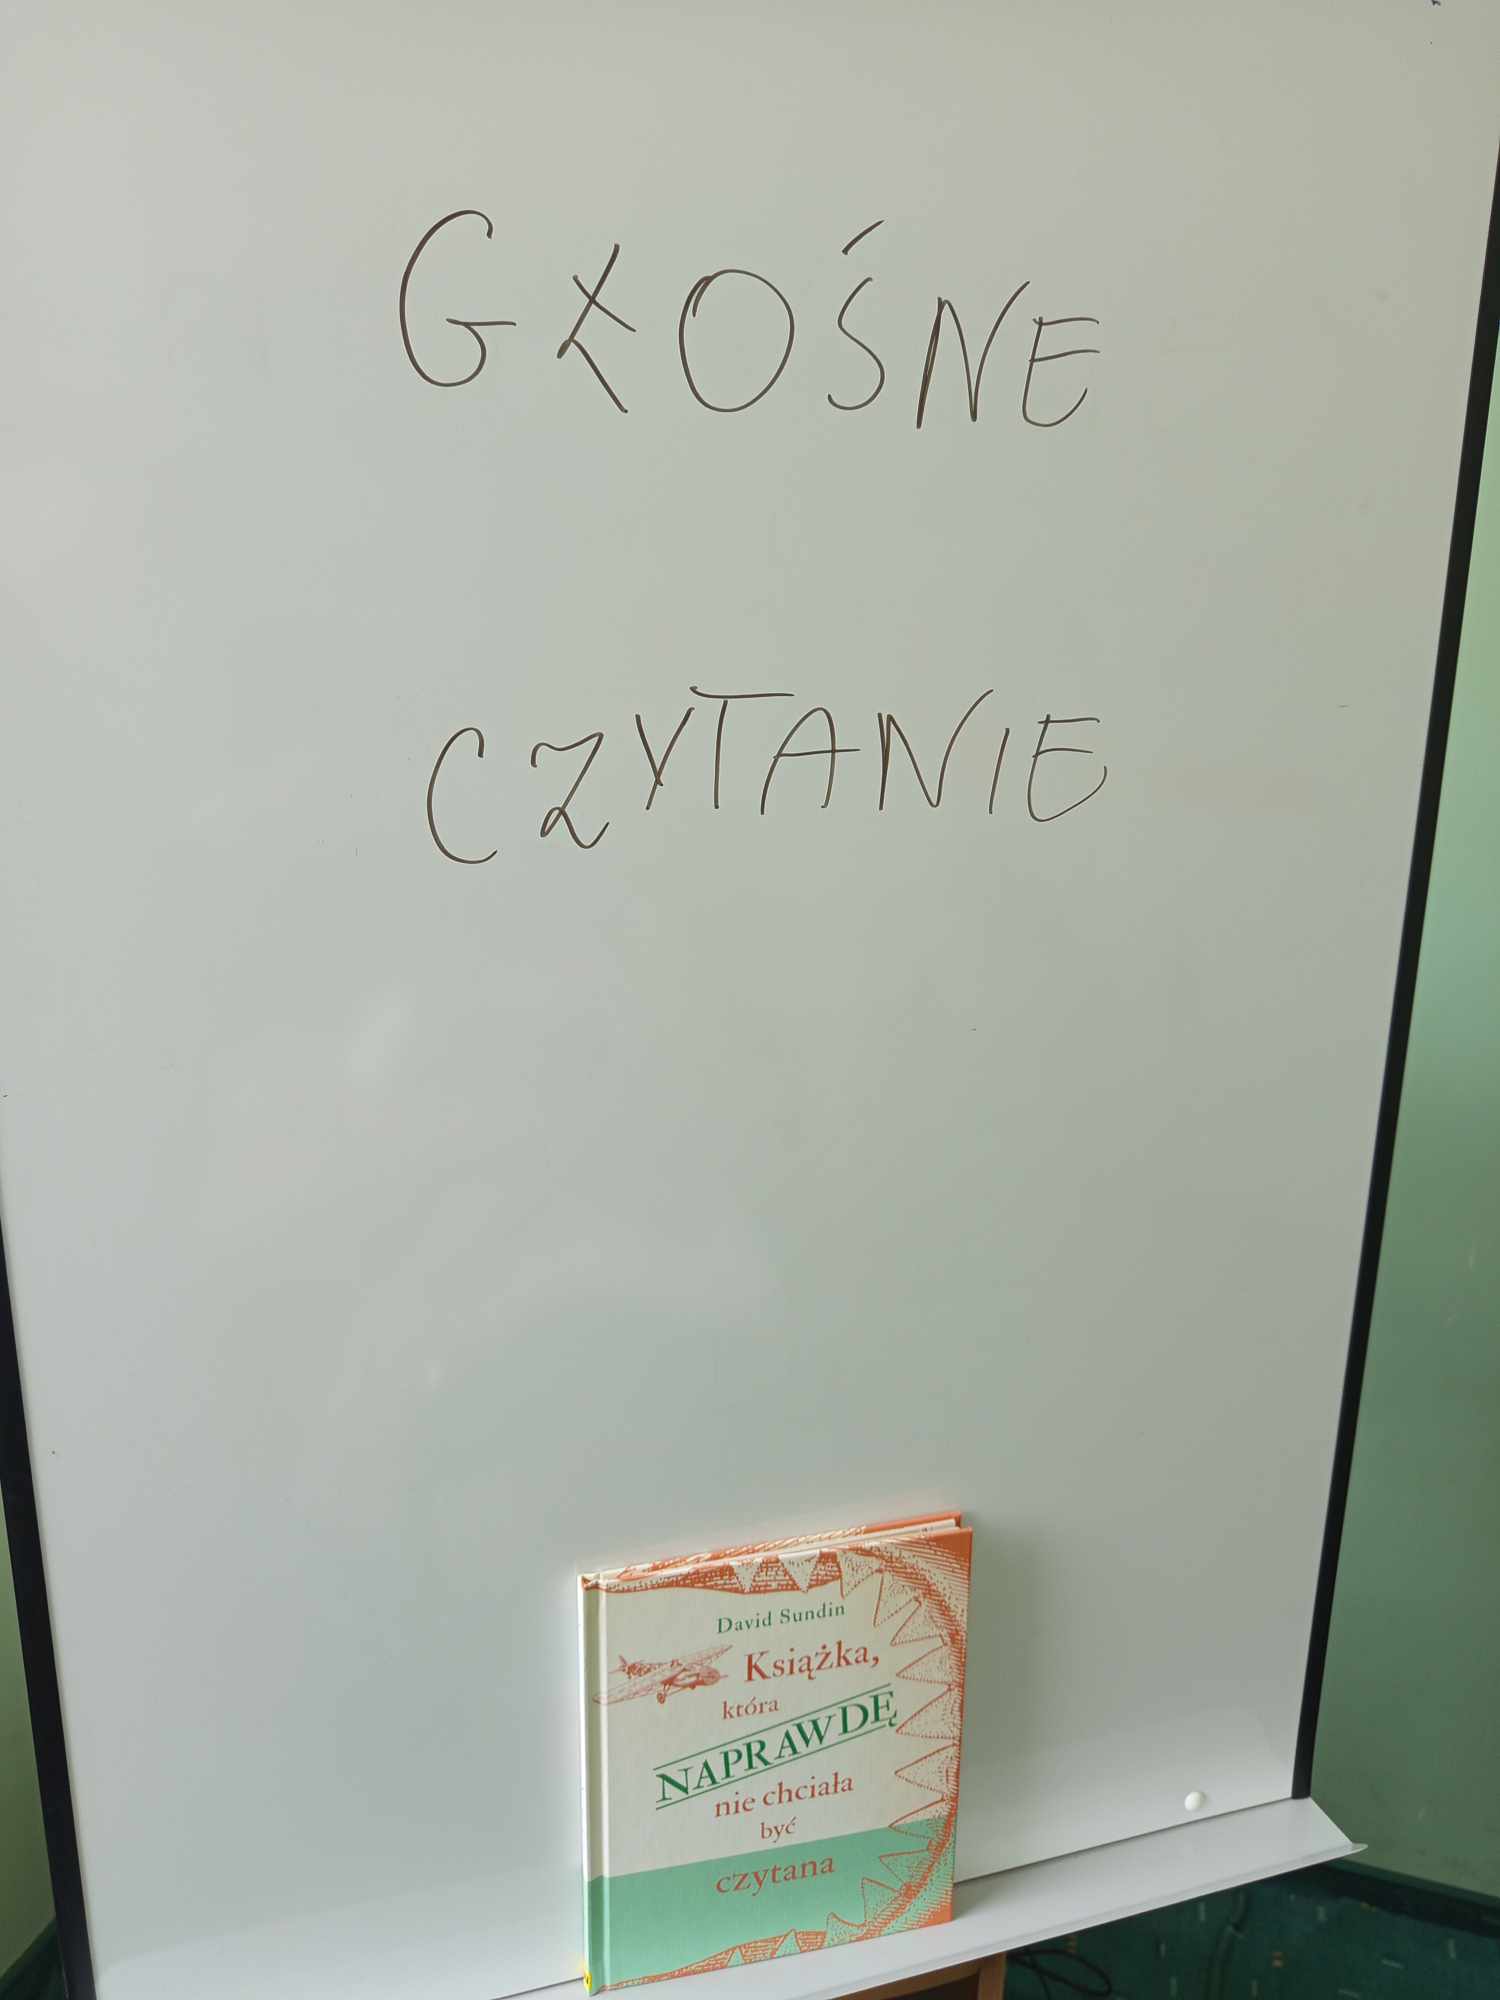 GŁOŚNE
CZYTANIE
David Sundin
Książka,
która
NAPRAWDĘ
nie chciała
być
czytana